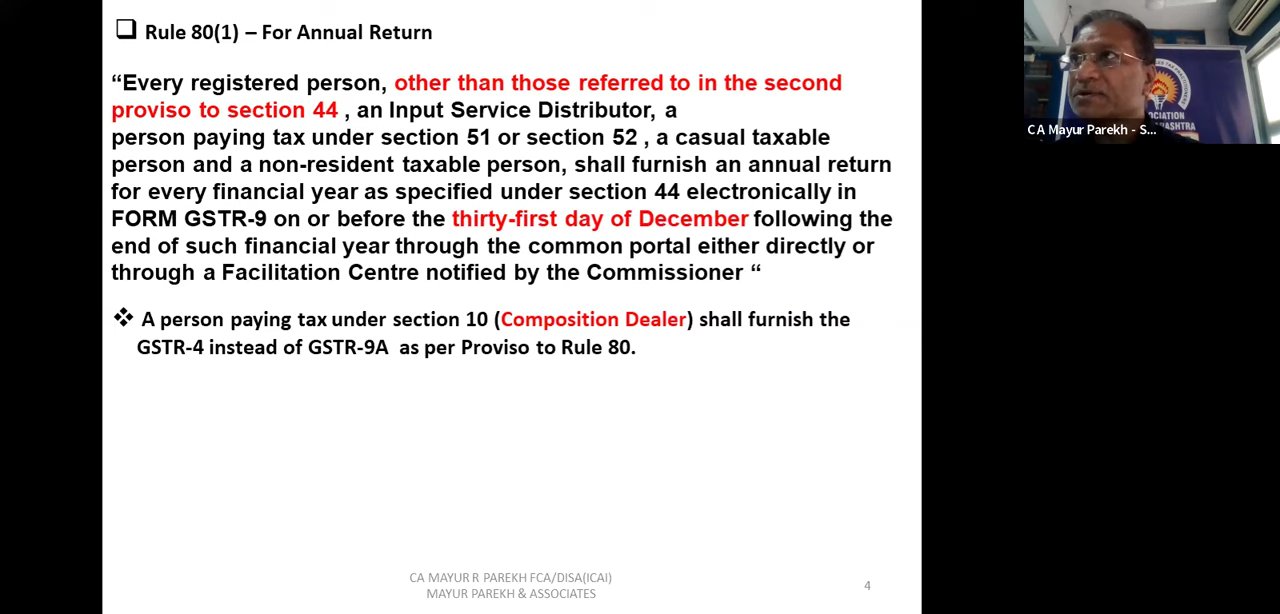 Rule 80(1) – For Annual Return
“Every registered person, other than those referred to in the second
proviso to section 44 , an Input Service Distributor, a
person paying tax under section 51 or section 52 , a casual taxable
person and a non-resident taxable person, shall furnish an annual return
for every financial year as specified under section 44 electronically in
FORM GSTR-9 on or before the thirty-first day of December following the
end of such financial year through the common portal either directly or
through a Facilitation Centre notified by the Commissioner “
A person paying tax under section 10 (Composition Dealer) shall furnish the
GSTR-4 instead of GSTR-9A as per Proviso to Rule 80.
CA MAYUR R PAREKH FCA/DISA(ICAI)
MAYUR PAREKH & ASSOCIATES
4
C A Mayur Parekh - S...